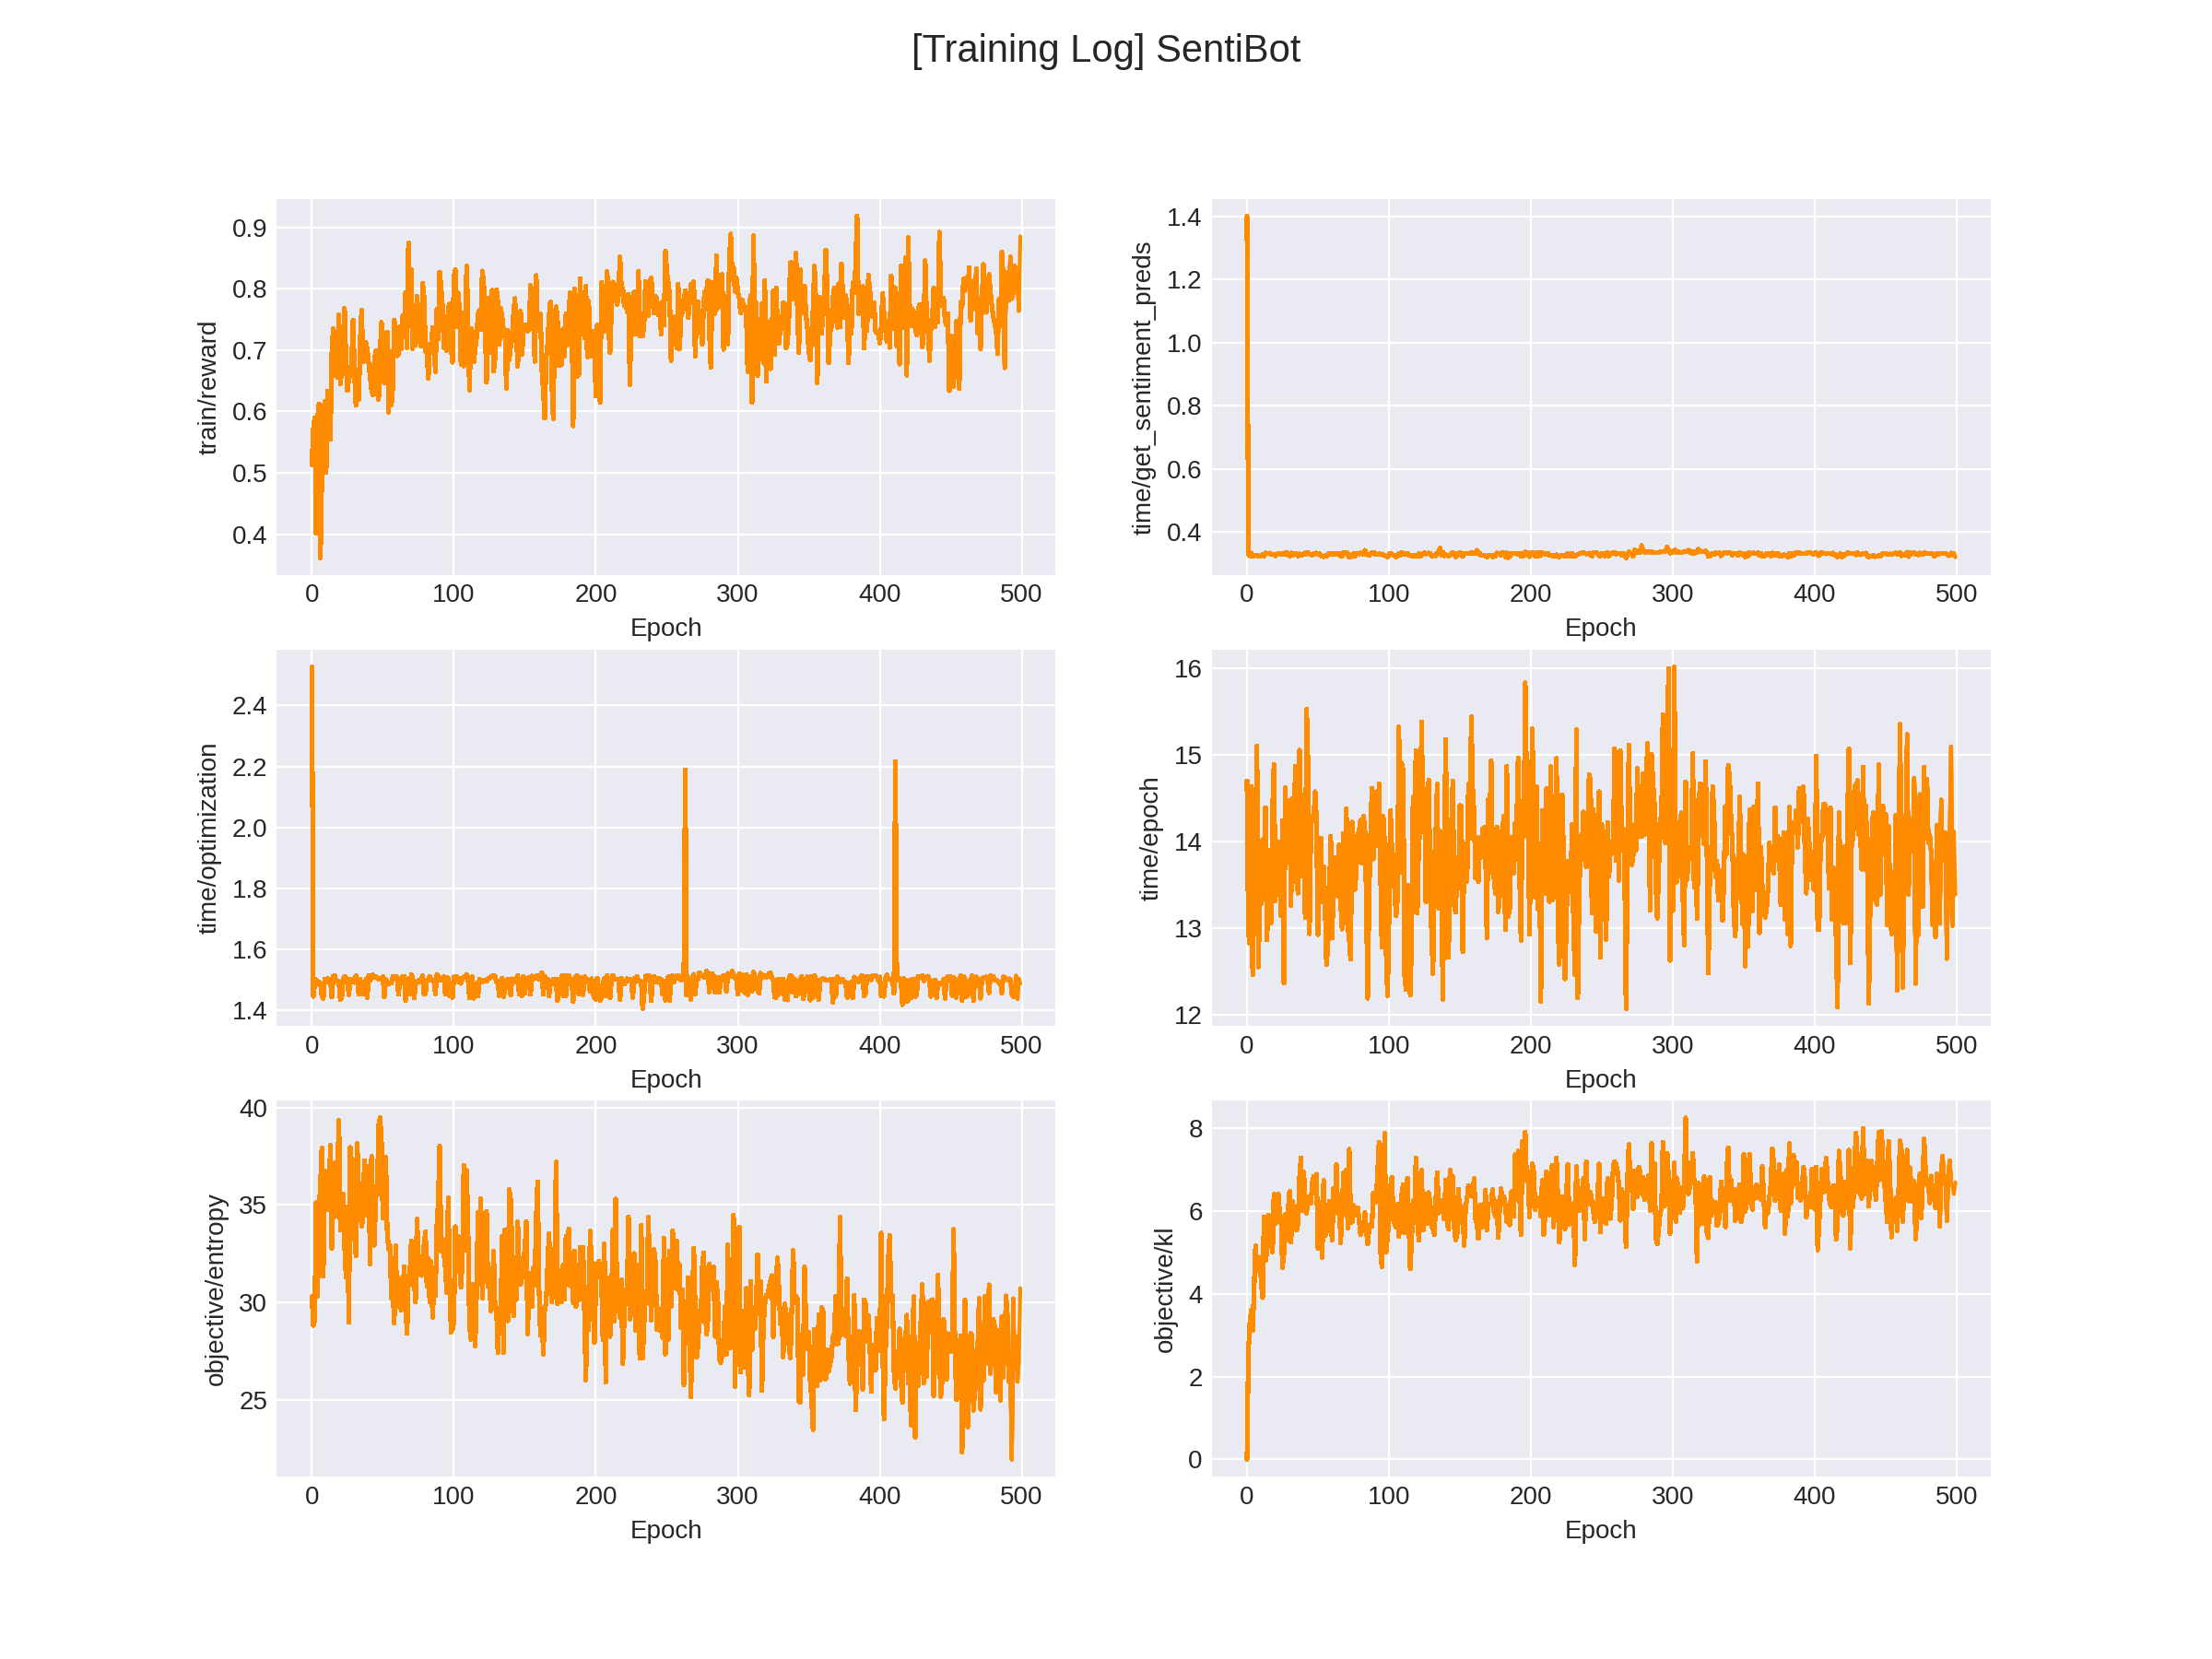 [Training Log] SentiBot
train/reward
0.9
0.8
0.7
0.6
0.5
0.4
0 100 200 300 400 500
Epoch
time/get_sentiment_preds
1.4
1.2
1.0
0.8
0.6
0.4
0 100 200 300 400 500
Epoch
time/optimization
2.4
2.2
2.0
1.8
1.6
1.4
0 100 200 300 400 500
Epoch
time/epoch
16
15
14
13
12
0 100 200 300 400 500
Epoch
objective/entropy
40
35
30
25
0 100 200 300 400 500
Epoch
objective/kl
8
6
4
2
0
0 100 200 300 400 500
Epoch